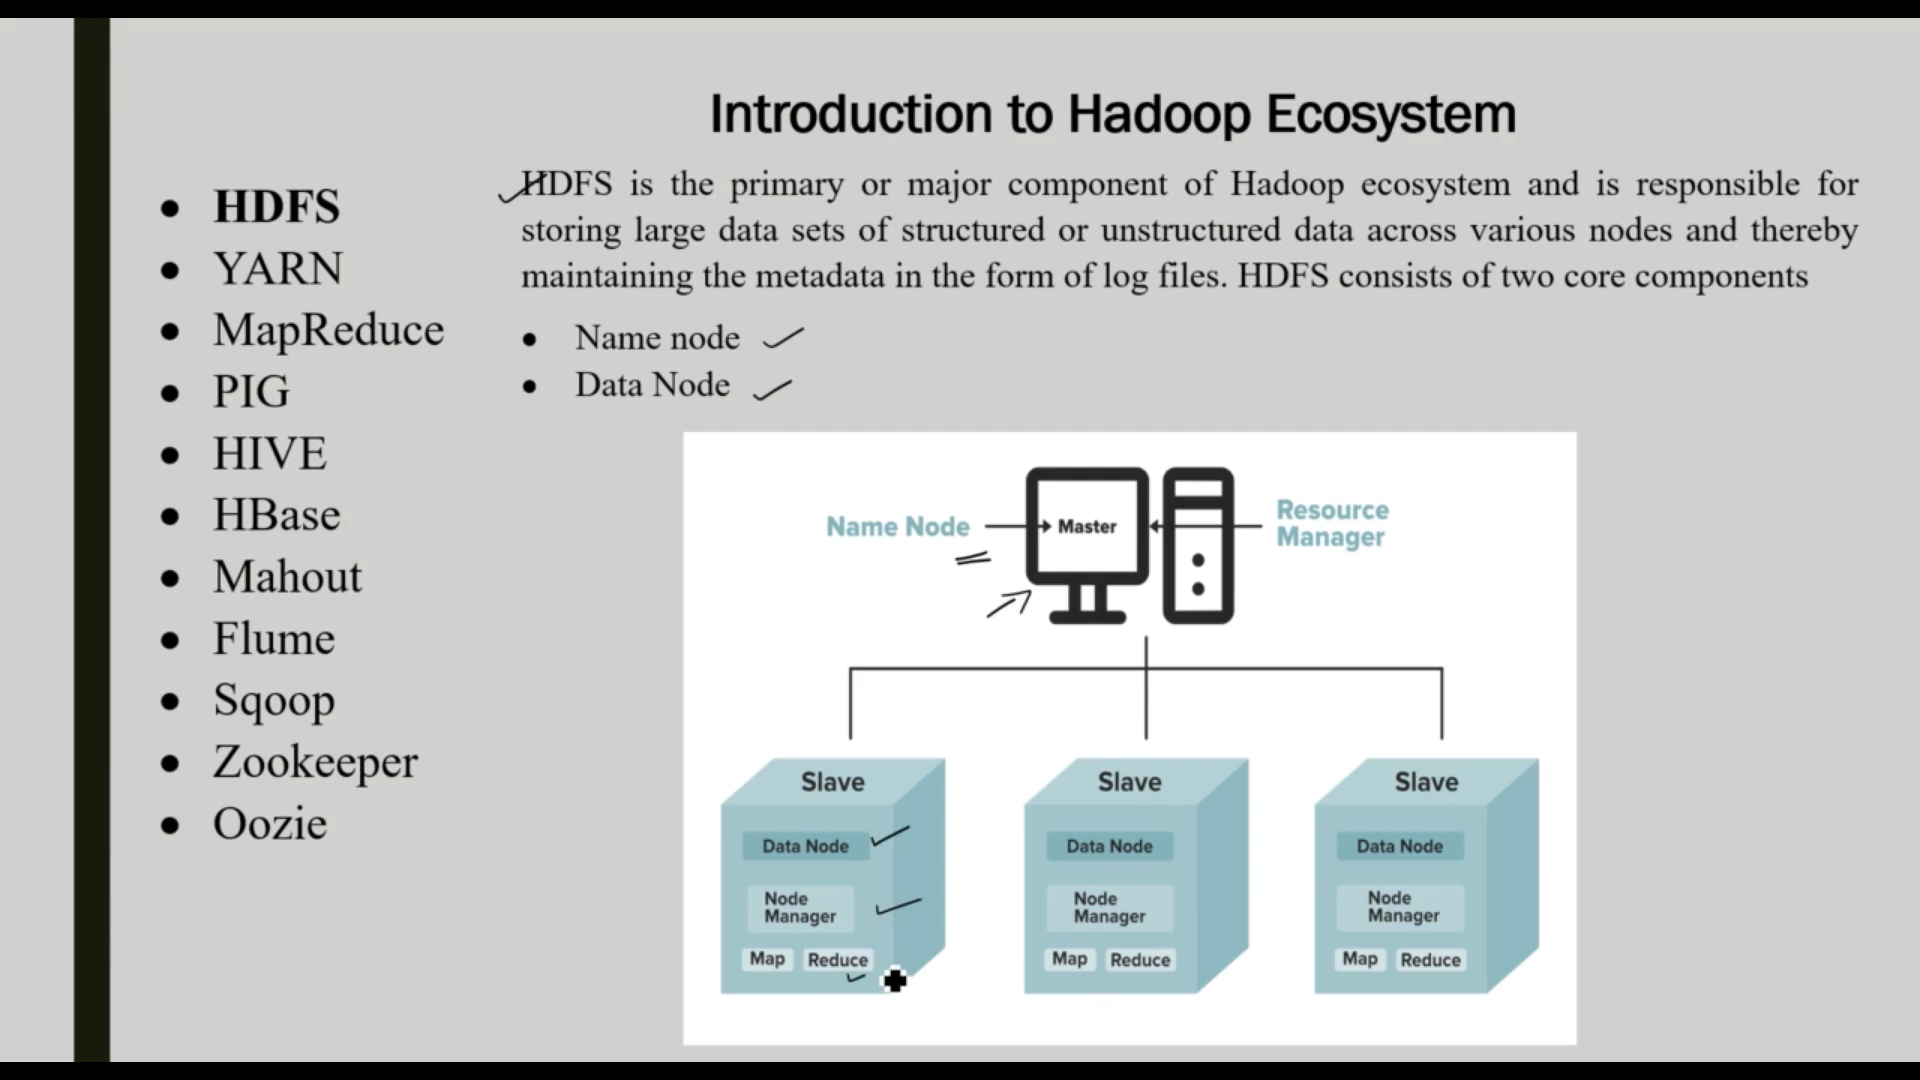 Introduction to Hadoop Ecosystem
HDFS
YARN
MapReduce
PIG
HIVE
HBase
Mahout
Flume
Sqoop
Zookeeper
Oozie
HDFS is the primary or major component of Hadoop ecosystem and is responsible for
storing large data sets of structured or unstructured data across various nodes and thereby
maintaining the metadata in the form of log files. HDFS consists of two core components
Name node
Data Node
Name Node
Master
Resource
Manager
Slave
Data Node
Node
Manager
Map Reduce
Slave
Data Node
Node
Manager
Map Reduce
Slave
Data Node
Node
Manager
Map Reduce